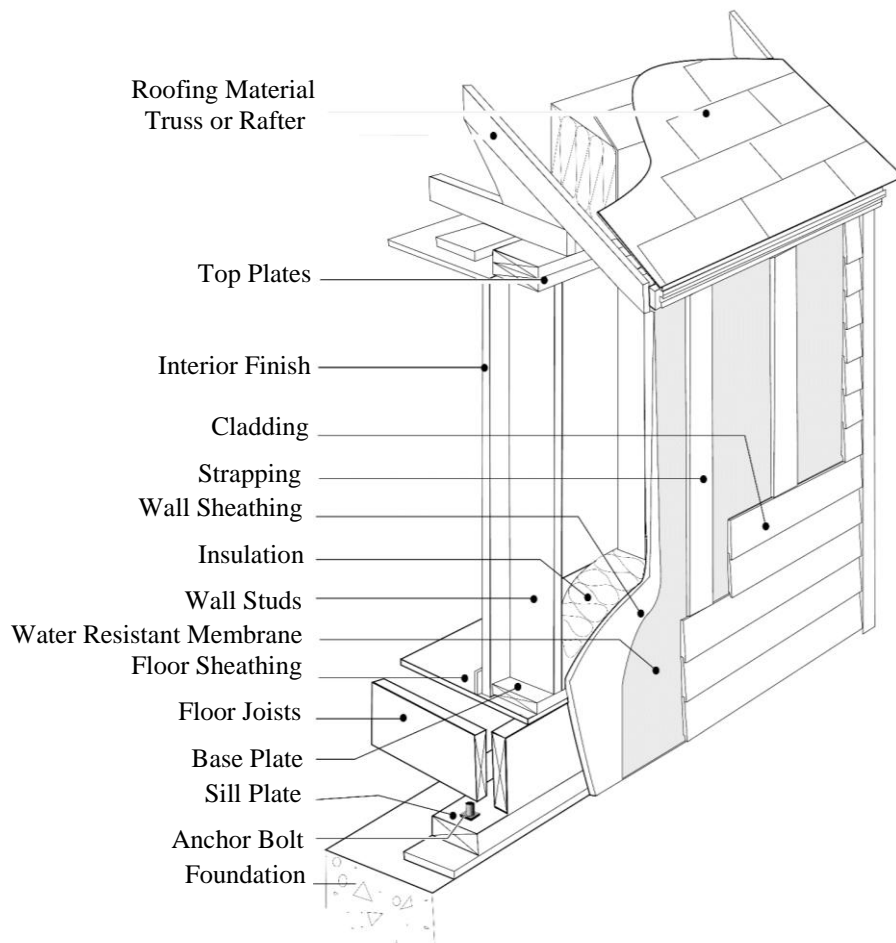 Roofing Material
Truss or Rafter
Top Plates
Interior Finish
Cladding
Strapping
Wall Sheathing
Insulation
Wall Studs
Water Resistant Membrane
Floor Sheathing
Floor Joists
Base Plate
Sill Plate
Anchor Bolt
Foundation